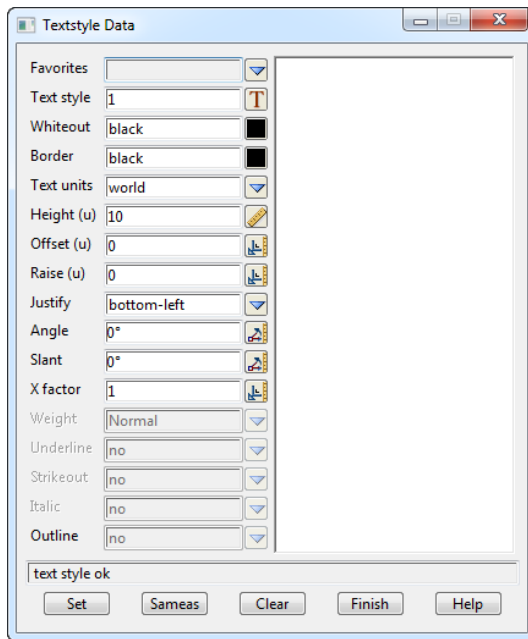 Textstyle Data
Favorites
Text style 1 T
Whiteout black
Border black
Text units world
Height (u) 10
Offset (u) 0
Raise (u) 0
Justify bottom-left
Angle 0°
Slant 0°
X factor 1
Weight Normal
Underline no
Strikeout no
Italic no
Outline no
text style ok
Set Sameas Clear Finish Help